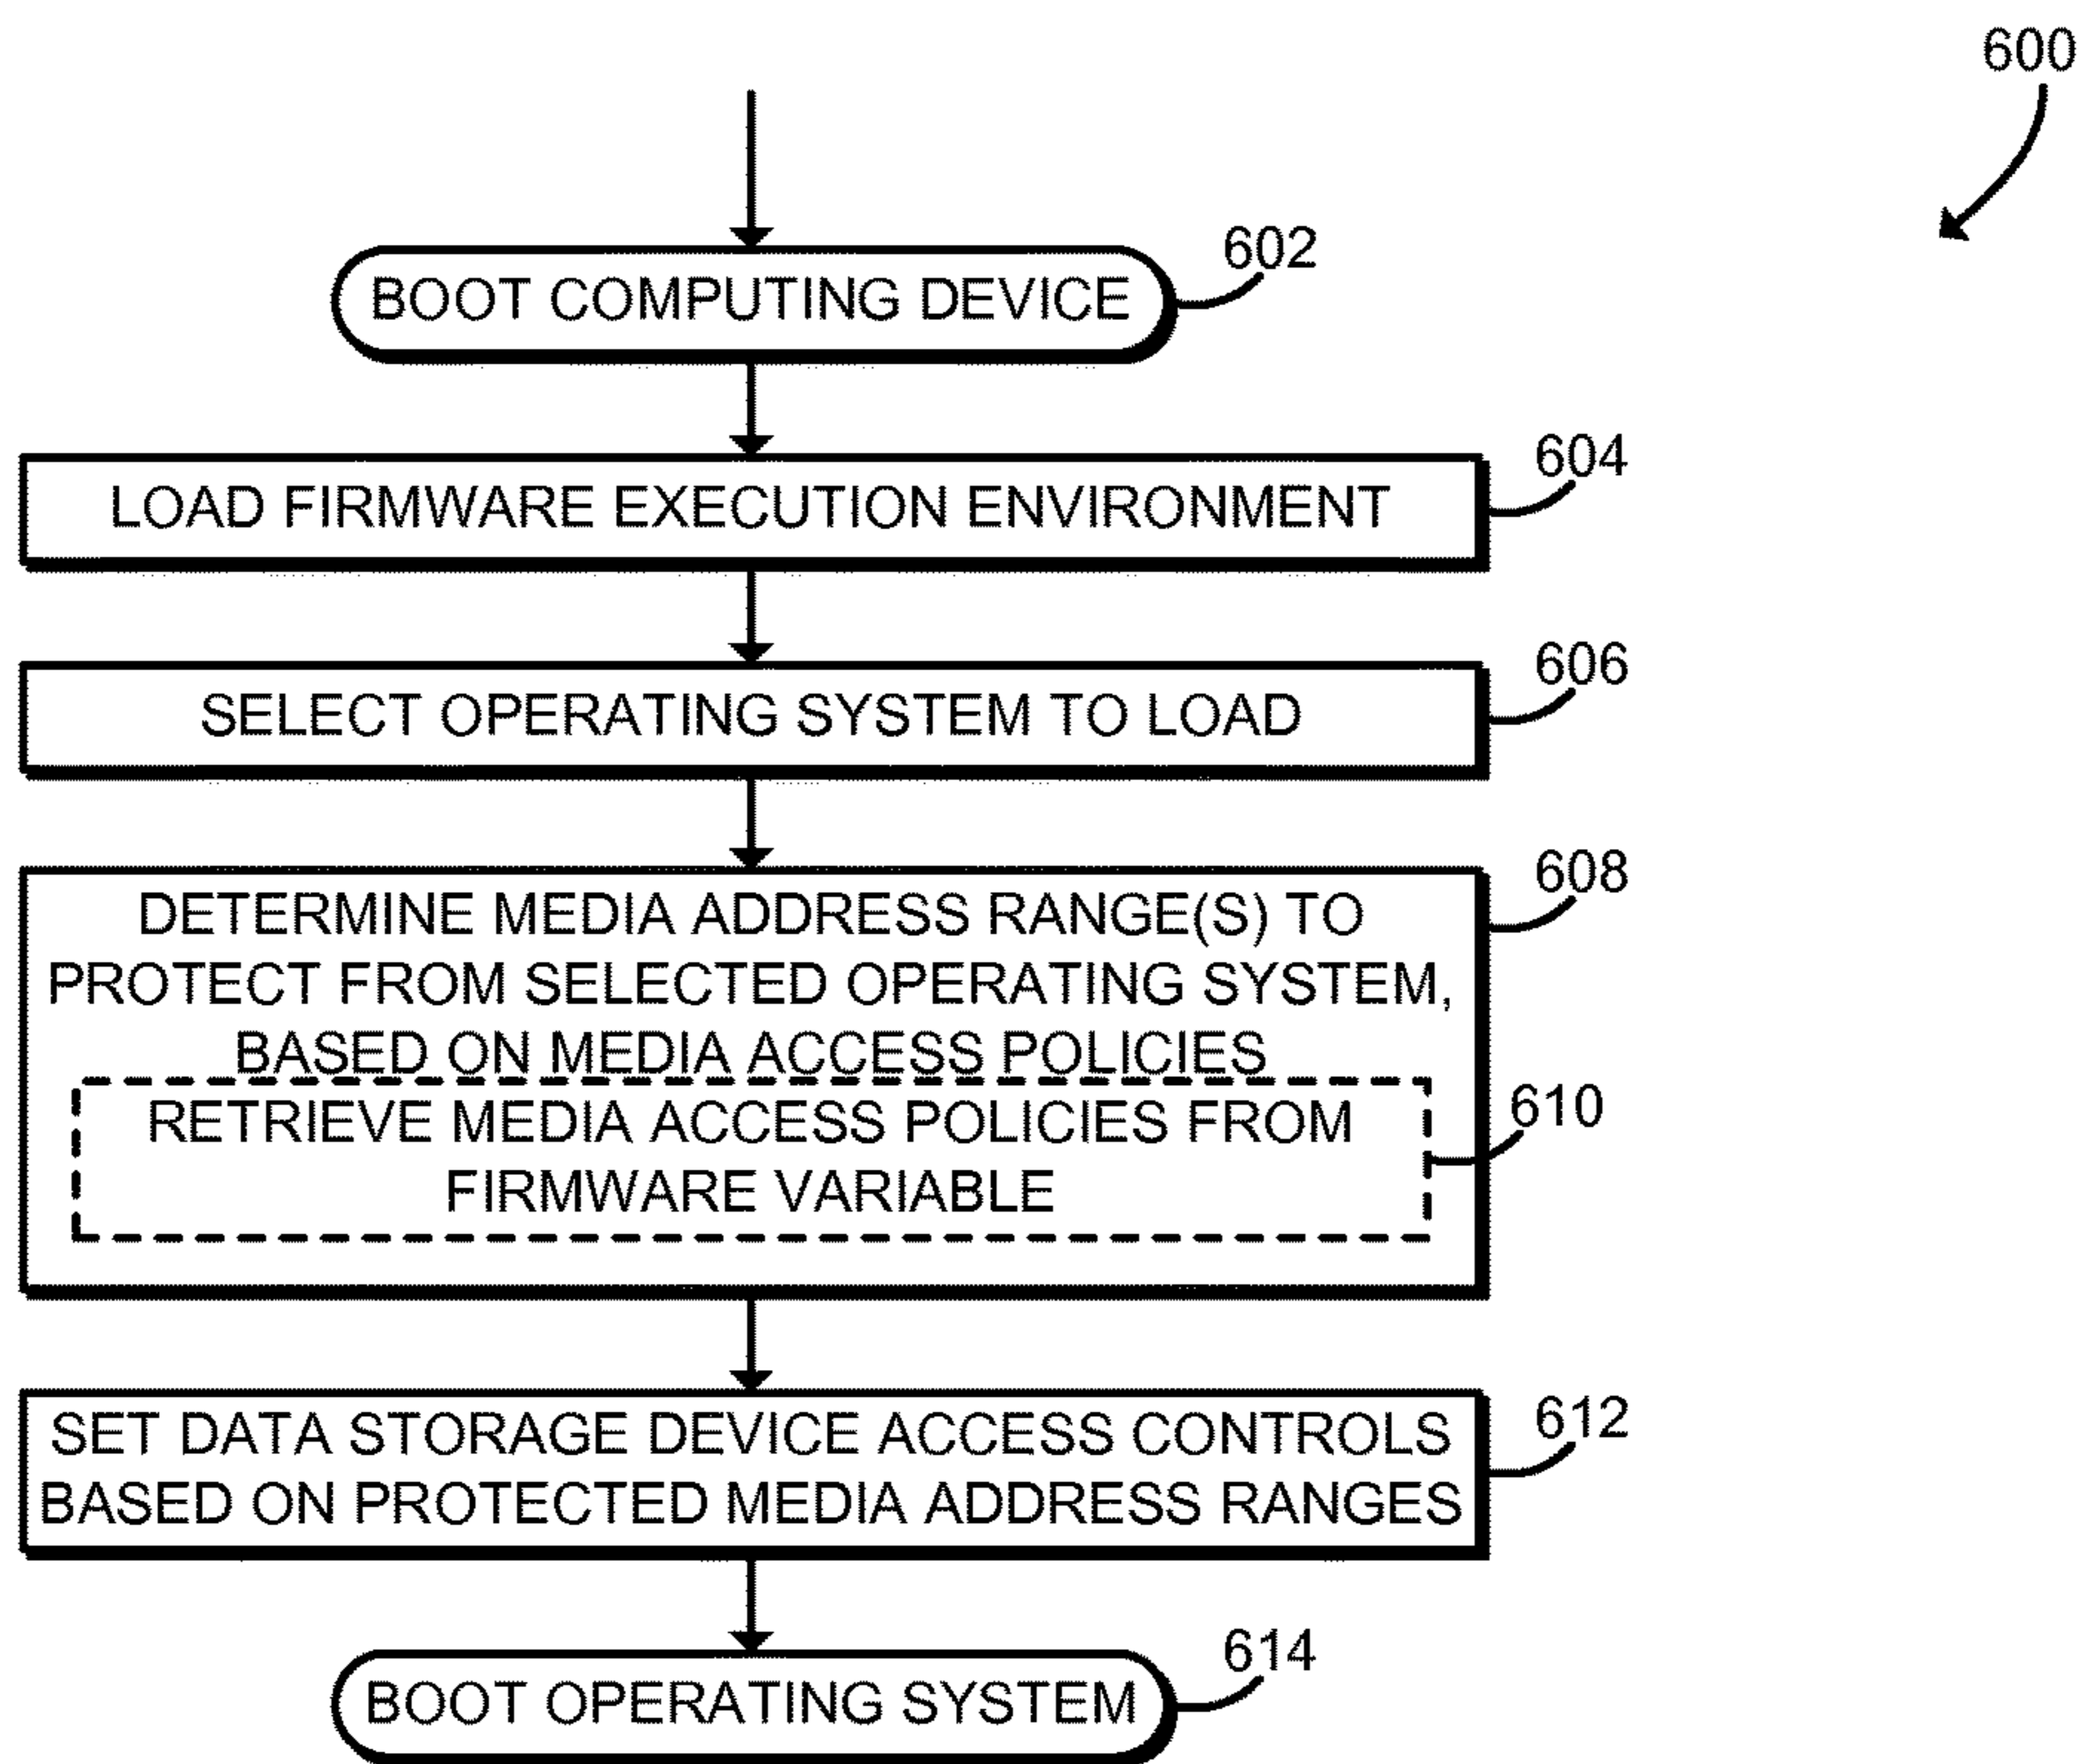 600
BOOT COMPUTING DEVICE
602
LOAD FIRMWARE EXECUTION ENVIRONMENT
604
SELECT OPERATING SYSTEM TO LOAD
606
DETERMINE MEDIA ADDRESS RANGE(S) TO
PROTECT FROM SELECTED OPERATING SYSTEM,
BASED ON MEDIA ACCESS POLICIES
608
RETRIEVE MEDIA ACCESS POLICIES FROM
FIRMWARE VARIABLE
610
SET DATA STORAGE DEVICE ACCESS CONTROLS
BASED ON PROTECTED MEDIA ADDRESS RANGES
612
BOOT OPERATING SYSTEM
614